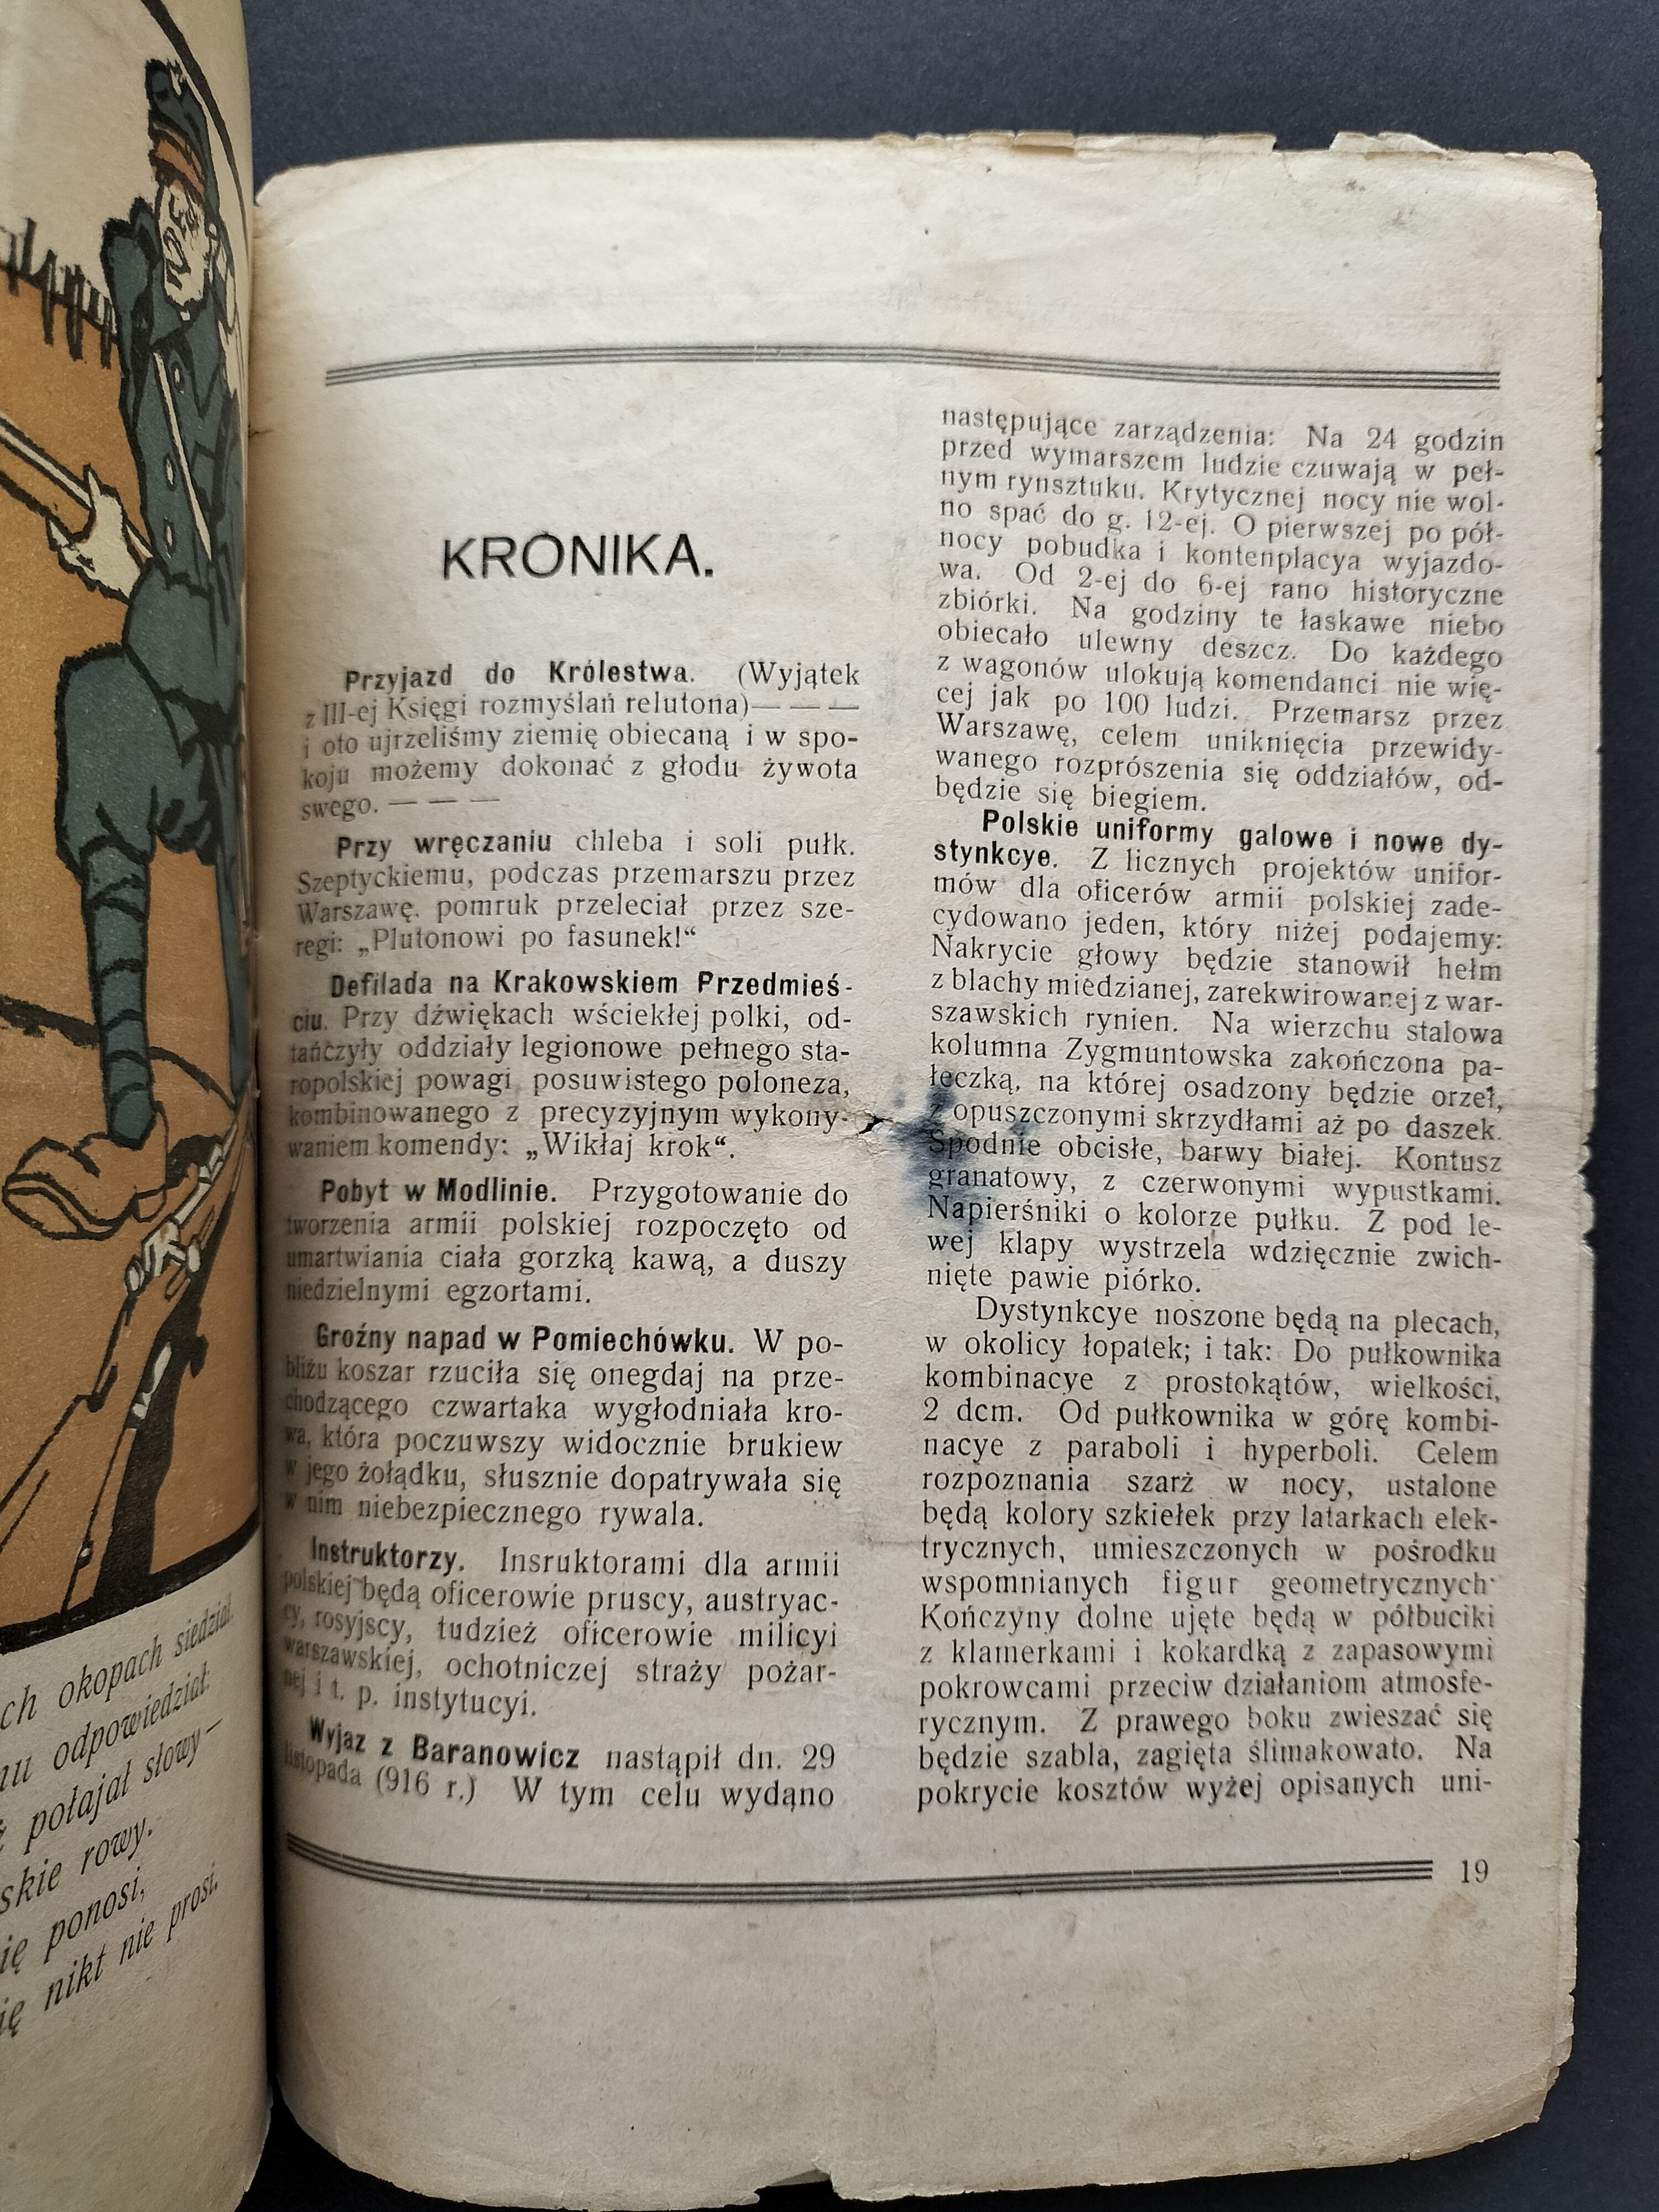 ch okopach siedział,
mu odpowiedział:
połajał słowy—
skie rowy.
ię ponosi,
ię nikt nie prosi.
KRONIKA.
Przyjazd do Królestwa. (Wyjątek
z III-ej Księgi rozmyślań relutona)— — —
i oto ujrzeliśmy ziemię obiecaną i w spo-
koju możemy dokonać z głodu żywota
swego. — — —
Przy wręczaniu chleba i soli pułk.
Szeptyckiemu, podczas przemarszu przez
Warszawę, pomruk przeleciał przez sze-
regi: „Plutonowi po fasunek!“
Defilada na Krakowskiem Przedmieś-
ciu. Przy dźwiękach wściekłej polki, od-
tańczyły oddziały legionowe pełnego sta-
ropolskiej powagi posuwistego poloneza,
kombinowanego z precyzyjnym wykony-
waniem komendy: „Wikłaj krok“.
Pobyt w Modlinie. Przygotowanie do
tworzenia armii polskiej rozpoczęto od
umartwiania ciała gorzką kawą, a duszy
niedzielnymi egzortami.
Groźny napad w Pomiechówku. W po-
bliżu koszar rzuciła się onegdaj na prze-
chodzącego czwartaka wygłodniała kro-
wa, która poczuwszy widocznie brukiew
w jego żołądku, słusznie dopatrywała się
w nim niebezpiecznego rywala.
Instruktorzy. Insruktorami dla armii
polskiej będą oficerowie pruscy, austryac-
cy, rosyjscy, tudzież oficerowie milicyi
warszawskiej, ochotniczej straży pożar-
nej i t. p. instytucyi.
Wyjaz z Baranowicz nastąpił dn. 29
listopada (916 r.) W tym celu wydąno
następujące zarządzenia: Na 24 godzin
przed wymarszem ludzie czuwają w peł-
nym rynsztuku. Krytycznej nocy nie wol-
no spać do g. 12-ej. O pierwszej po pół-
nocy pobudka i kontenplacya wyjazdo-
wa. Od 2-ej do 6-ej rano historyczne
zbiórki. Na godziny te łaskawe niebo
obiecało ulewny deszcz. Do każdego
z wagonów ulokują komendanci nie wię-
cej jak po 100 ludzi. Przemarsz przez
Warszawę, celem uniknięcia przewidy-
wanego rozprószenia się oddziałów, od-
będzie się biegiem.
Polskie uniformy galowe i nowe dy-
stynkcye. Z licznych projektów unifor-
mów dla oficerów armii polskiej zade-
cydowano jeden, który niżej podajemy:
Nakrycie głowy będzie stanowił hełm
z blachy miedzianej, zarekwirowanej z war-
szawskich rynien. Na wierzchu stalowa
kolumna Zygmuntowska zakończona pa-
łeczką, na której osadzony będzie orzeł,
z opuszczonymi skrzydłami aż po daszek.
Spodnie obcisłe, barwy białej. Kontusz
granatowy, z czerwonymi wypustkami.
Napierśniki o kolorze pułku. Z pod le-
wej klapy wystrzela wdzięcznie zwich-
nięte pawie piórko.
Dystynkcye noszone będą na plecach,
w okolicy łopatek; i tak: Do pułkownika
kombinacye z prostokątów, wielkości,
2 dcm. Od pułkownika w górę kombi-
nacye z paraboli i hyperboli. Celem
rozpoznania szarż w nocy, ustalone
będą kolory szkiełek przy latarkach elek-
trycznych, umieszczonych w pośrodku
wspomnianych figur geometrycznych·
Kończyny dolne ujęte będą w półbuciki
z klamerkami i kokardką z zapasowymi
pokrowcami przeciw działaniom atmosfe-
rycznym. Z prawego boku zwieszać się
będzie szabla, zagięta ślimakowato. Na
pokrycie kosztów wyżej opisanych uni-
19